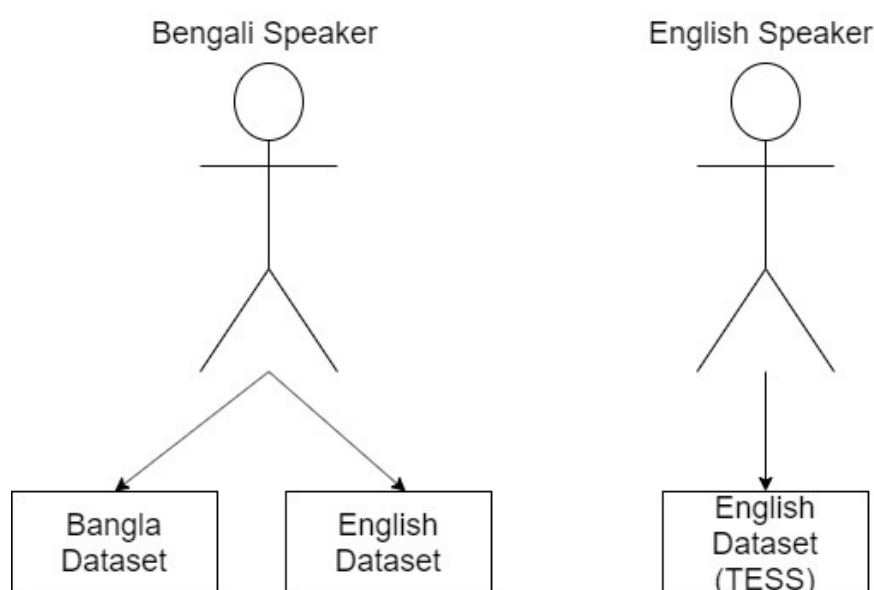 Bengali Speaker
English Speaker
Bangla
Dataset
English
Dataset
English
Dataset
(TESS)